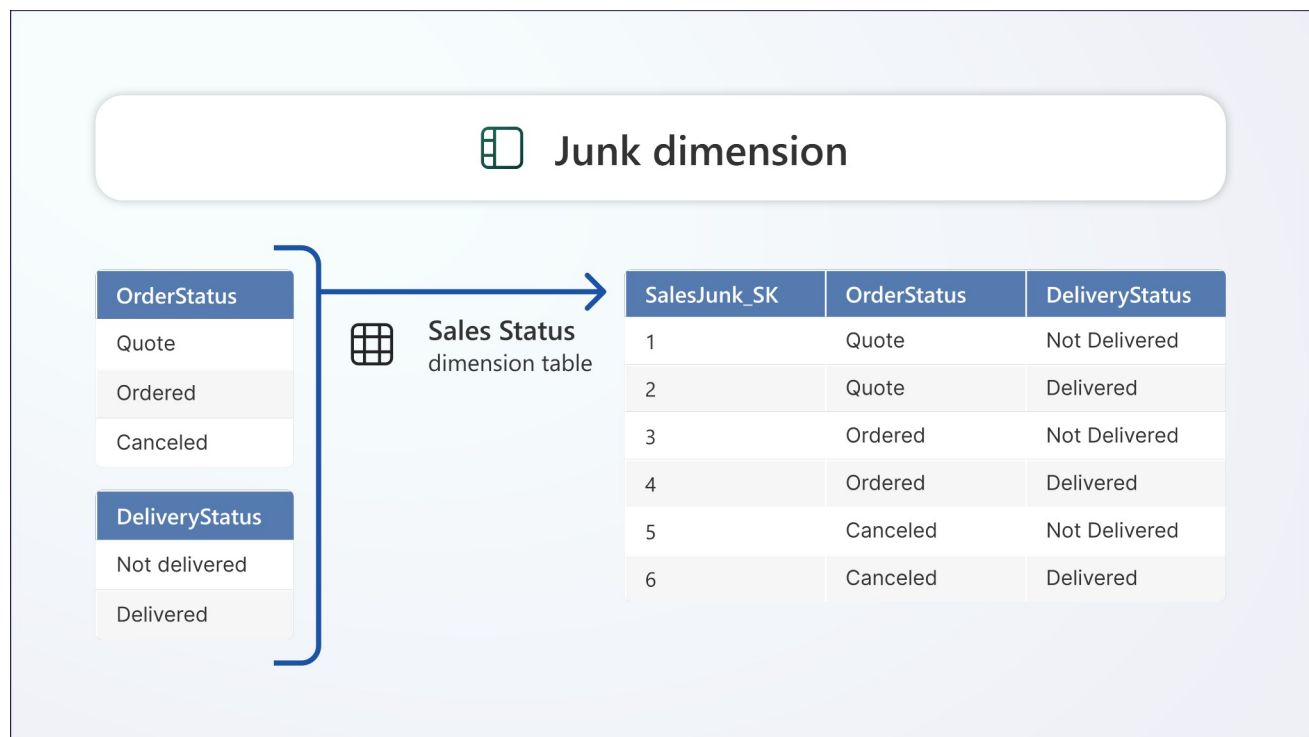 Junk dimension
OrderStatus
Quote
Ordered
Canceled
DeliveryStatus
Not delivered
Delivered
Sales Status
dimension table
SalesJunk_SK OrderStatus DeliveryStatus
1 Quote Not Delivered
2 Quote Delivered
3 Ordered Not Delivered
4 Ordered Delivered
5 Canceled Not Delivered
6 Canceled Delivered